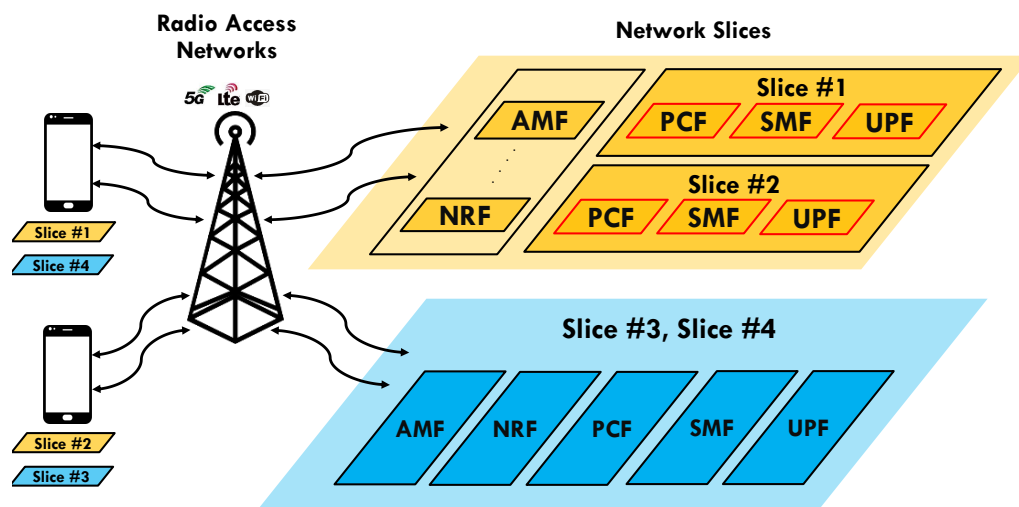 Radio Access
Networks
5G LTE WiFi
Network Slices
Slice #1
Slice #4
Slice #2
Slice #3
AMF
NRF
Slice #1
PCF SMF UPF
Slice #2
PCF SMF UPF
Slice #3, Slice #4
AMF NRF PCF SMF UPF